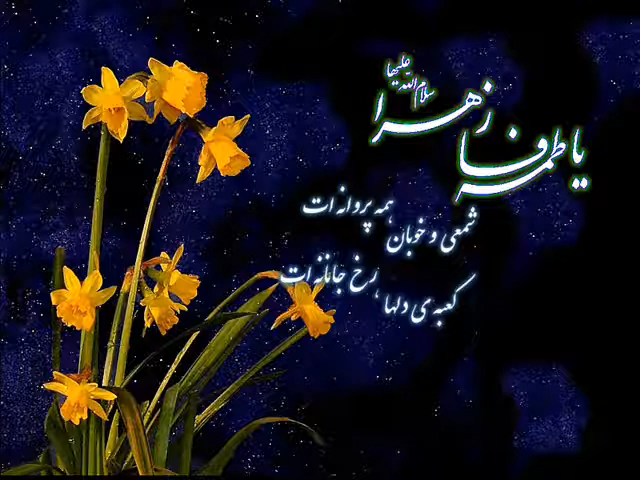 یا فاطمه زهرا
سلام الله علیها
شمعی و خوبان، همه پروانه ات
کعبه ی دلها، رخ جانانه ات